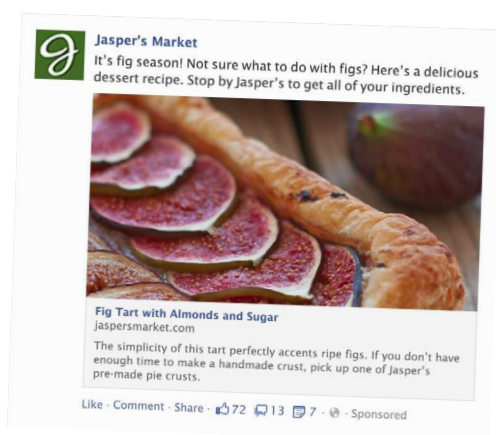 Jasper's Market
It's fig season! Not sure what to do with figs? Here's a delicious
dessert recipe. Stop by Jasper's to get all of your ingredients.
Fig Tart with Almonds and Sugar
jaspersmarket.com
The simplicity of this tart perfectly accents ripe figs. If you don't have
enough time to make a handmade crust, pick up one of Jasper's
pre-made pie crusts.
Like · Comment · Share · 72 13 7 · Sponsored